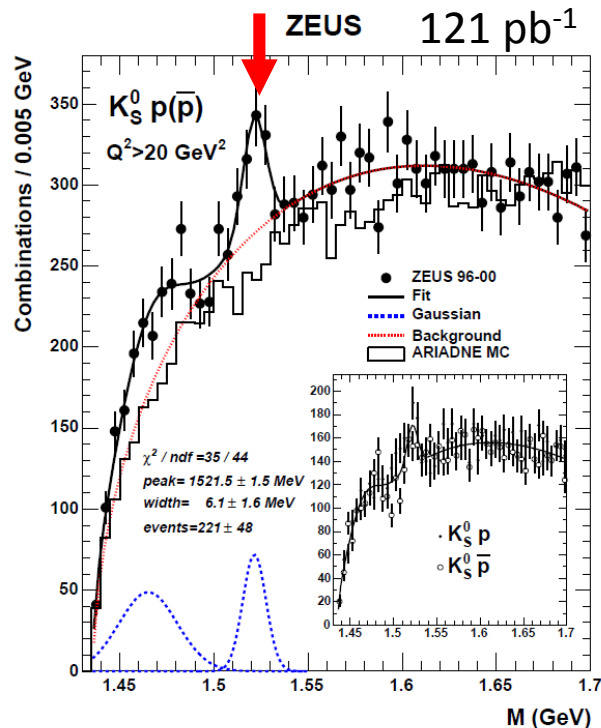 ZEUS 121 pb⁻¹
Combinations / 0.005 GeV
350
300
250
200
150
100
50
0
K⁰ₛ p(p̄)
Q²>20 GeV²
ZEUS 96-00
Fit
Gaussian
Background
ARIADNE MC
χ² / ndf =35 / 44
peak= 1521.5 ± 1.5 MeV
width= 6.1 ± 1.6 MeV
events=221 ± 48
200
180
160
140
120
100
80
60
40
20
0
K⁰ₛ p
K⁰ₛ p̄
1.45 1.5 1.55 1.6 1.65 1.7
1.45 1.5 1.55 1.6 1.65 1.7
M (GeV)